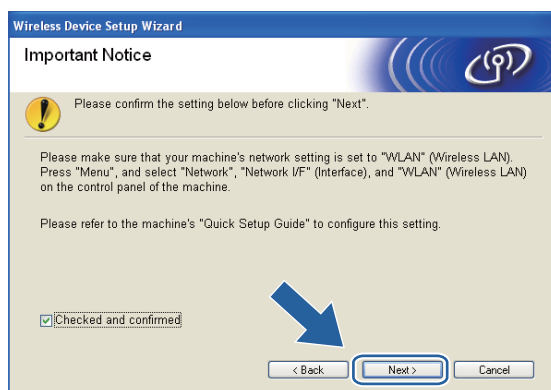 Wireless Device Setup Wizard
Important Notice
Please confirm the setting below before clicking "Next".
Please make sure that your machine's network setting is set to "WLAN" (Wireless LAN).
Press "Menu", and select "Network", "Network I/F" (Interface), and "WLAN" (Wireless LAN)
on the control panel of the machine.
Please refer to the machine's "Quick Setup Guide" to configure this setting.
Checked and confirmed
< Back
Next >
Cancel